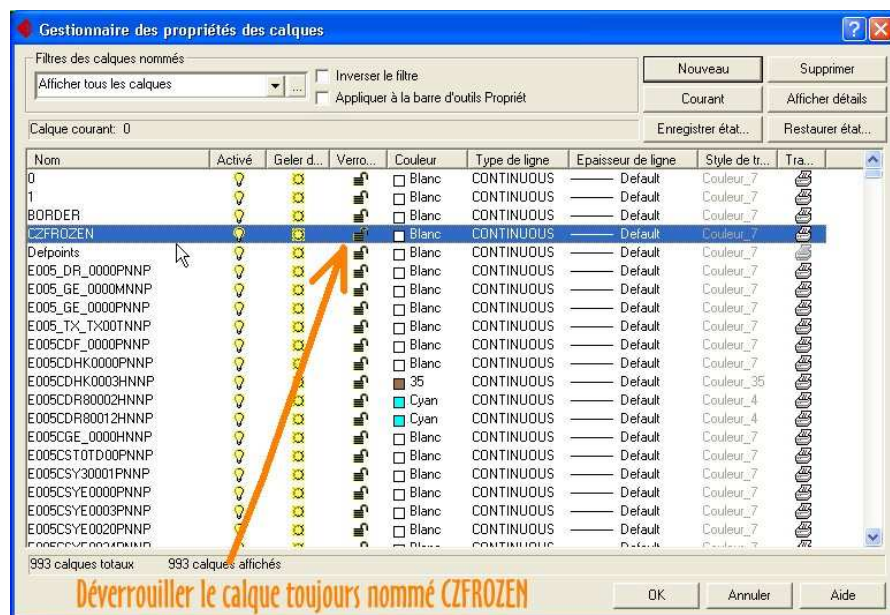 Gestionnaire des propriétés des calques
Filtres des calques nommés
Afficher tous les calques
...
Inverser le filtre
Appliquer à la barre d'outils Propriét
Nouveau
Supprimer
Courant
Afficher détails
Calque courant: 0
Enregistrer état...
Restaurer état...
Nom Activé Geler d... Verro... Couleur Type de ligne Epaisseur de ligne Style de tr... Tra...
0 Blanc CONTINUOUS Default Couleur_7
1 Blanc CONTINUOUS Default Couleur_7
BORDER Blanc CONTINUOUS Default Couleur_7
CZFROZEN Blanc CONTINUOUS Default Couleur_7
Defpoints Blanc CONTINUOUS Default Couleur_7
E005_DR_0000PNNP Blanc CONTINUOUS Default Couleur_7
E005_GE_0000MNNP Blanc CONTINUOUS Default Couleur_7
E005_GE_0000PNNP Blanc CONTINUOUS Default Couleur_7
E005_TX_TX00TNNP Blanc CONTINUOUS Default Couleur_7
E005CDF_0000PNNP Blanc CONTINUOUS Default Couleur_7
E005CDHK0000PNNP Blanc CONTINUOUS Default Couleur_7
E005CDHK0003HNNP 35 CONTINUOUS Default Couleur_35
E005CDR80002HNNP Cyan CONTINUOUS Default Couleur_4
E005CDR80012HNNP Cyan CONTINUOUS Default Couleur_4
E005CGE_0000HNNP Blanc CONTINUOUS Default Couleur_7
E005CST0TD00PNNP Blanc CONTINUOUS Default Couleur_7
E005CSY30001PNNP Blanc CONTINUOUS Default Couleur_7
E005CSYE0000PNNP Blanc CONTINUOUS Default Couleur_7
E005CSYE0003PNNP Blanc CONTINUOUS Default Couleur_7
E005CSYE0020PNNP Blanc CONTINUOUS Default Couleur_7
993 calques totaux 993 calques affichés
Déverrouiller le calque toujours nommé CZFROZEN
OK
Annuler
Aide